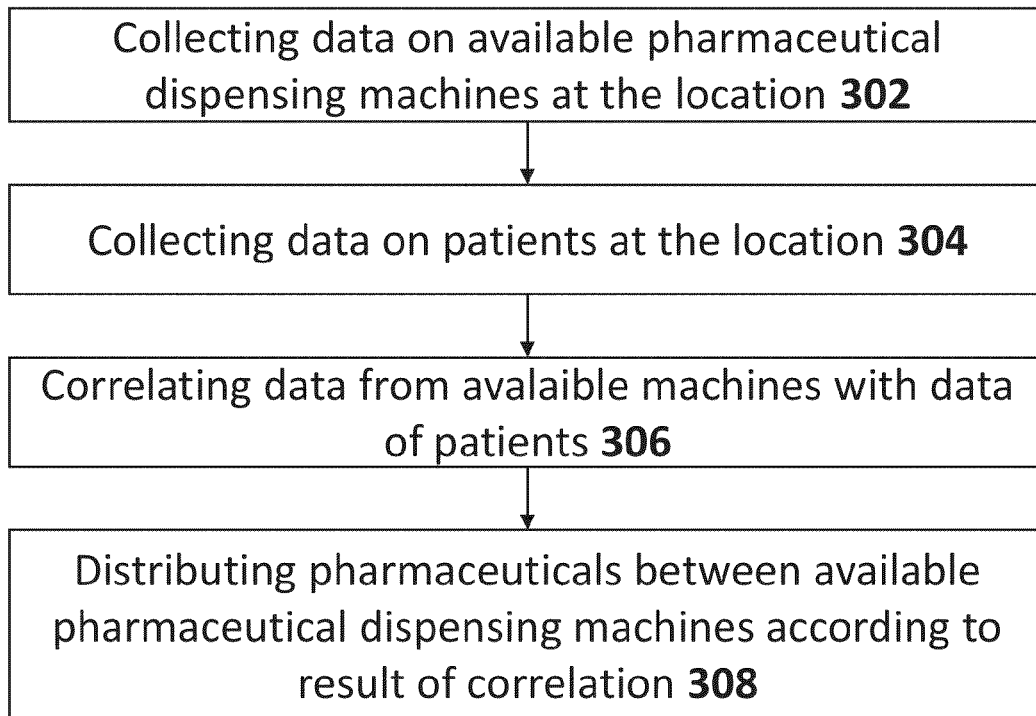 Collecting data on available pharmaceutical
dispensing machines at the location 302
Collecting data on patients at the location 304
Correlating data from avalaible machines with data
of patients 306
Distributing pharmaceuticals between available
pharmaceutical dispensing machines according to
result of correlation 308